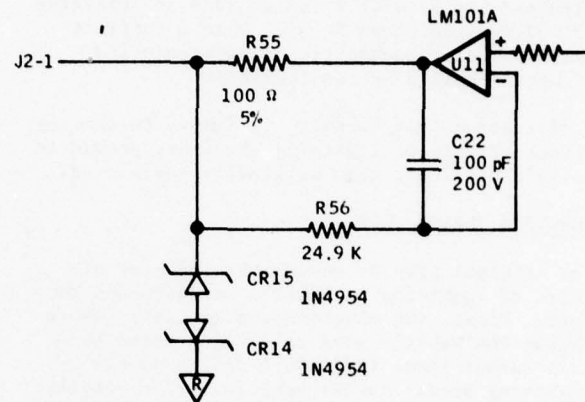 LM101A
R55
+
J2-1
U11
−
100 Ω
5%
C22
100 pF
200 V
R56
24.9 K
CR15
1N4954
CR14
1N4954
R